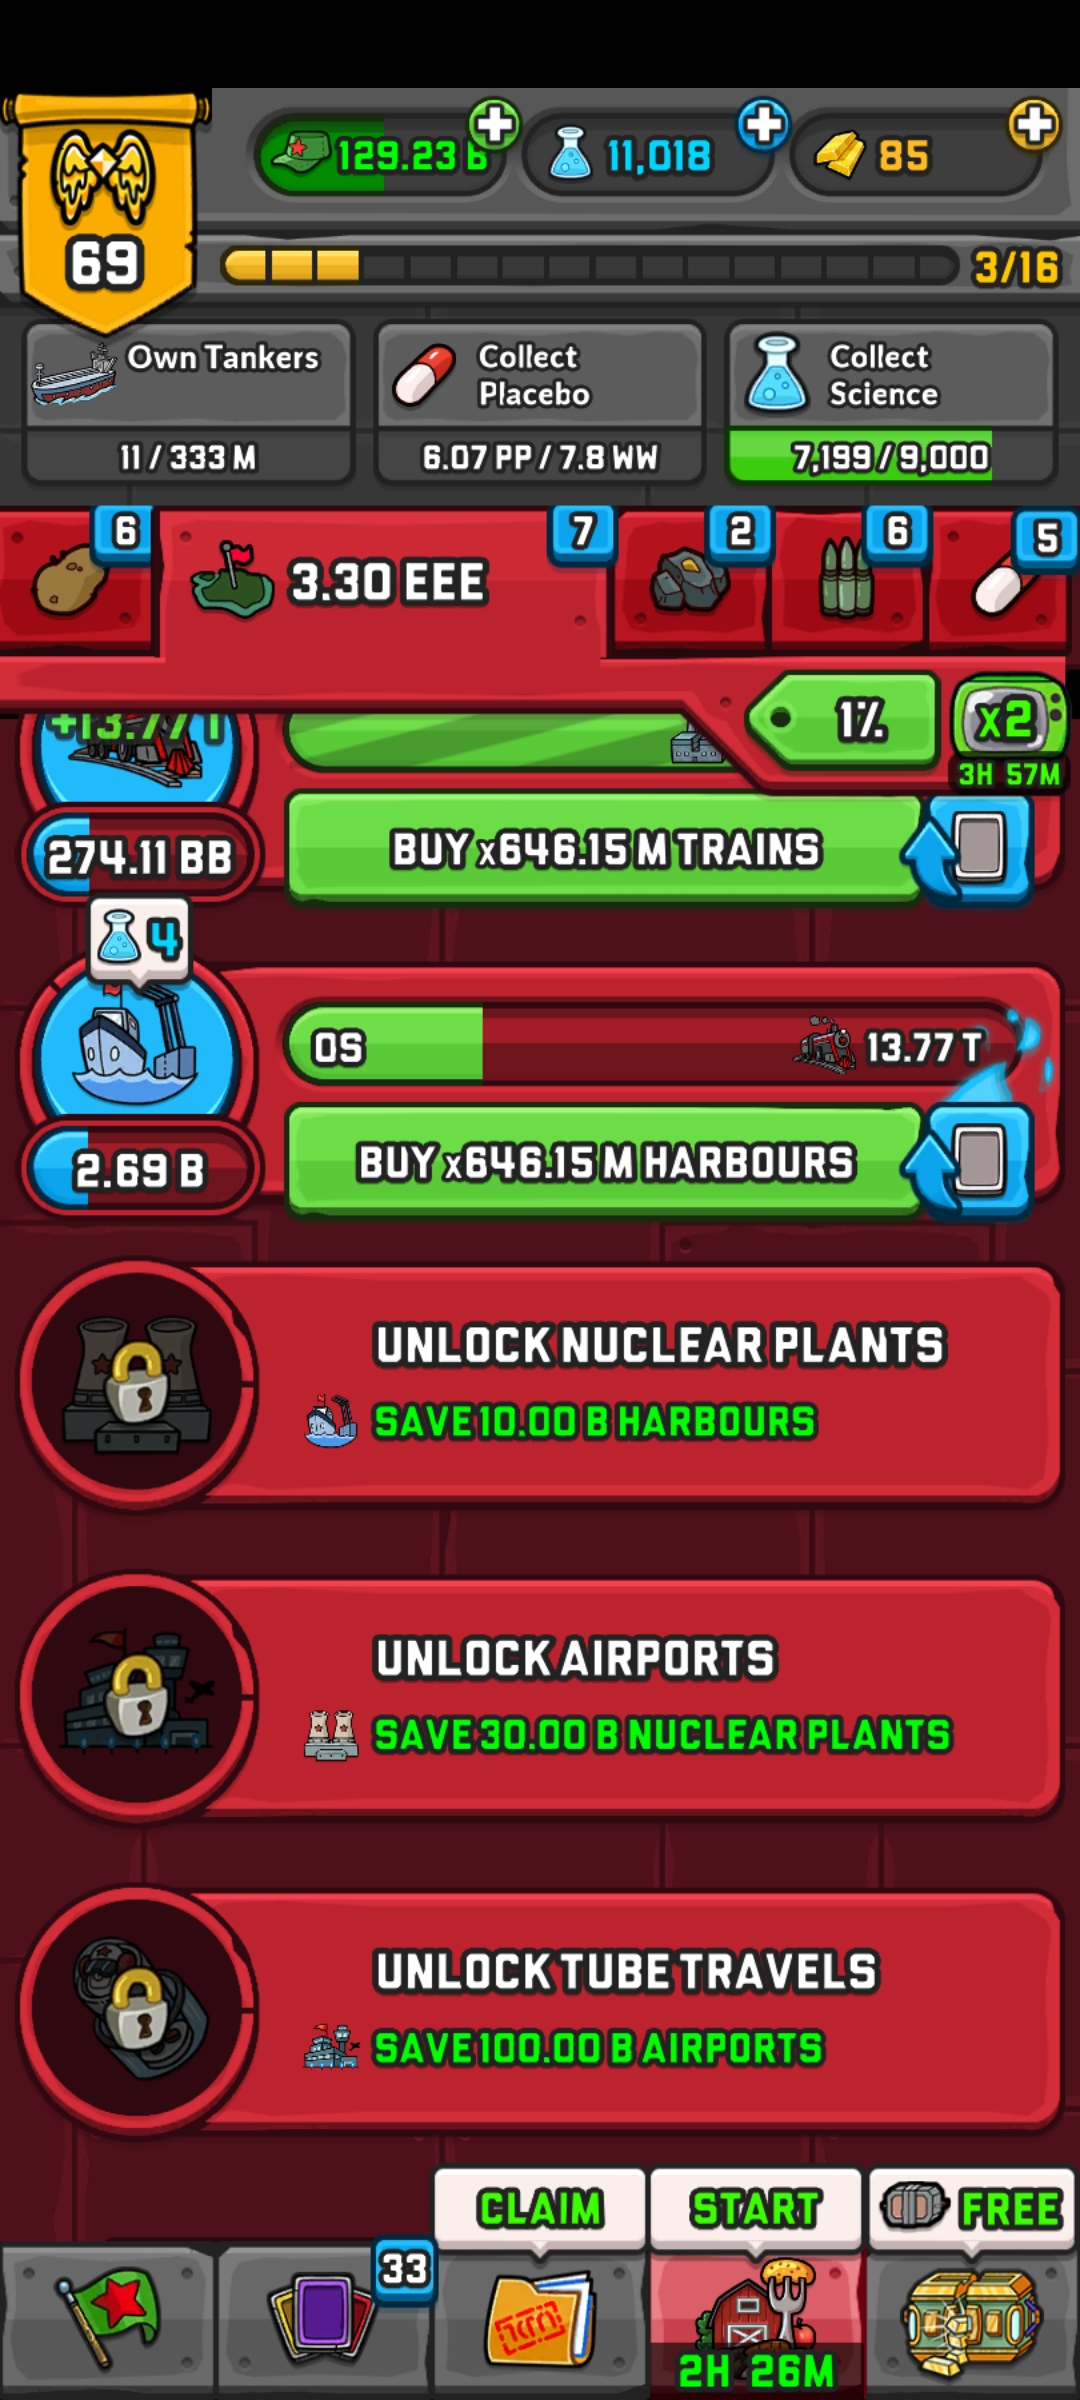 129.23 B
11,018
85
69
3/16
Own Tankers
11 / 333 M
Collect
Placebo
6.07 PP / 7.8 WW
Collect
Science
7,199 / 9,000
6
3.30 EEE
7
2
6
5
1%
x2
3H 57M
+13.77 T
274.11 BB
BUY x646.15 M TRAINS
4
0S
13.77 T
2.69 B
BUY x646.15 M HARBOURS
UNLOCK NUCLEAR PLANTS
SAVE 10.00 B HARBOURS
UNLOCK AIRPORTS
SAVE 30.00 B NUCLEAR PLANTS
UNLOCK TUBE TRAVELS
SAVE 100.00 B AIRPORTS
CLAIM
START
FREE
33
2H 26M